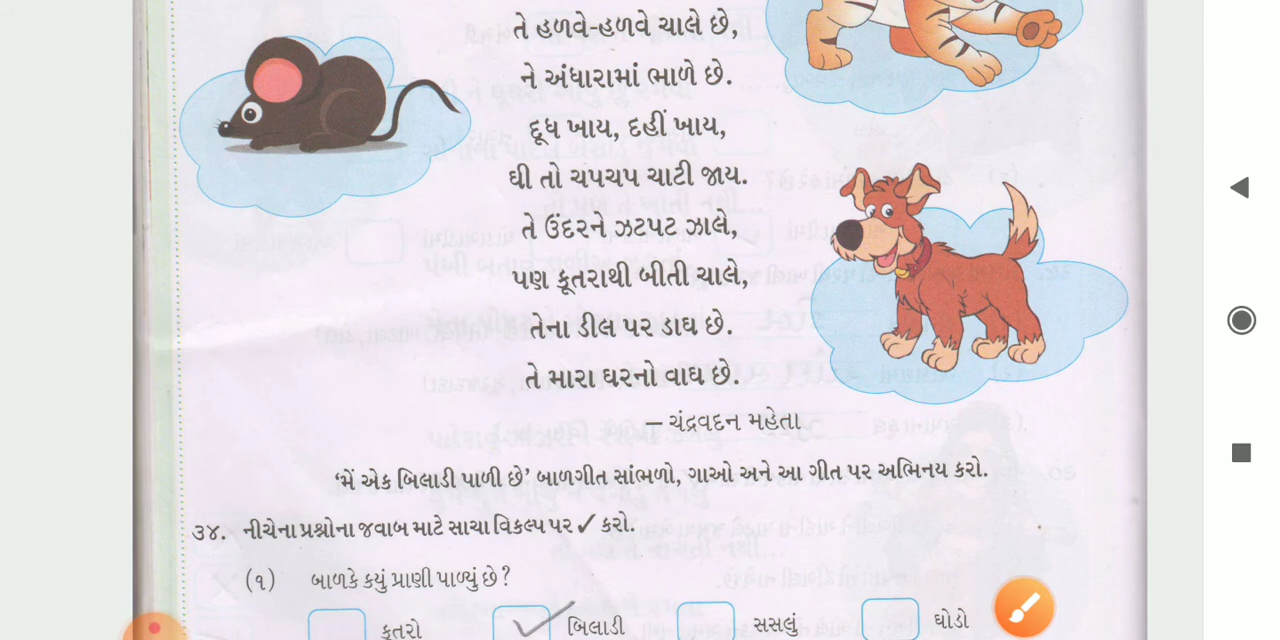 તે હળવે-હળવે ચાલે છે,
ને અંધારામાં ભાળે છે.
દૂધ ખાય, દહીં ખાય,
ઘી તો ચપચપ ચાટી જાય.
તે ઉંદરને ઝટપટ ઝાલે,
પણ કૂતરાથી બીતી ચાલે,
તેના ડીલ પર ડાઘ છે.
તે મારા ઘરનો વાઘ છે.
– ચંદ્રવદન મહેતા
‘મેં એક બિલાડી પાળી છે’ બાળગીત સાંભળો, ગાઓ અને આ ગીત પર અભિનય કરો.
૩૪. નીચેના પ્રશ્નોના જવાબ માટે સાચા વિકલ્પ પર ✓ કરો.
(૧) બાળકે કયું પ્રાણી પાળ્યું છે?
કૂતરો ✓ બિલાડી સસલું ઘોડો